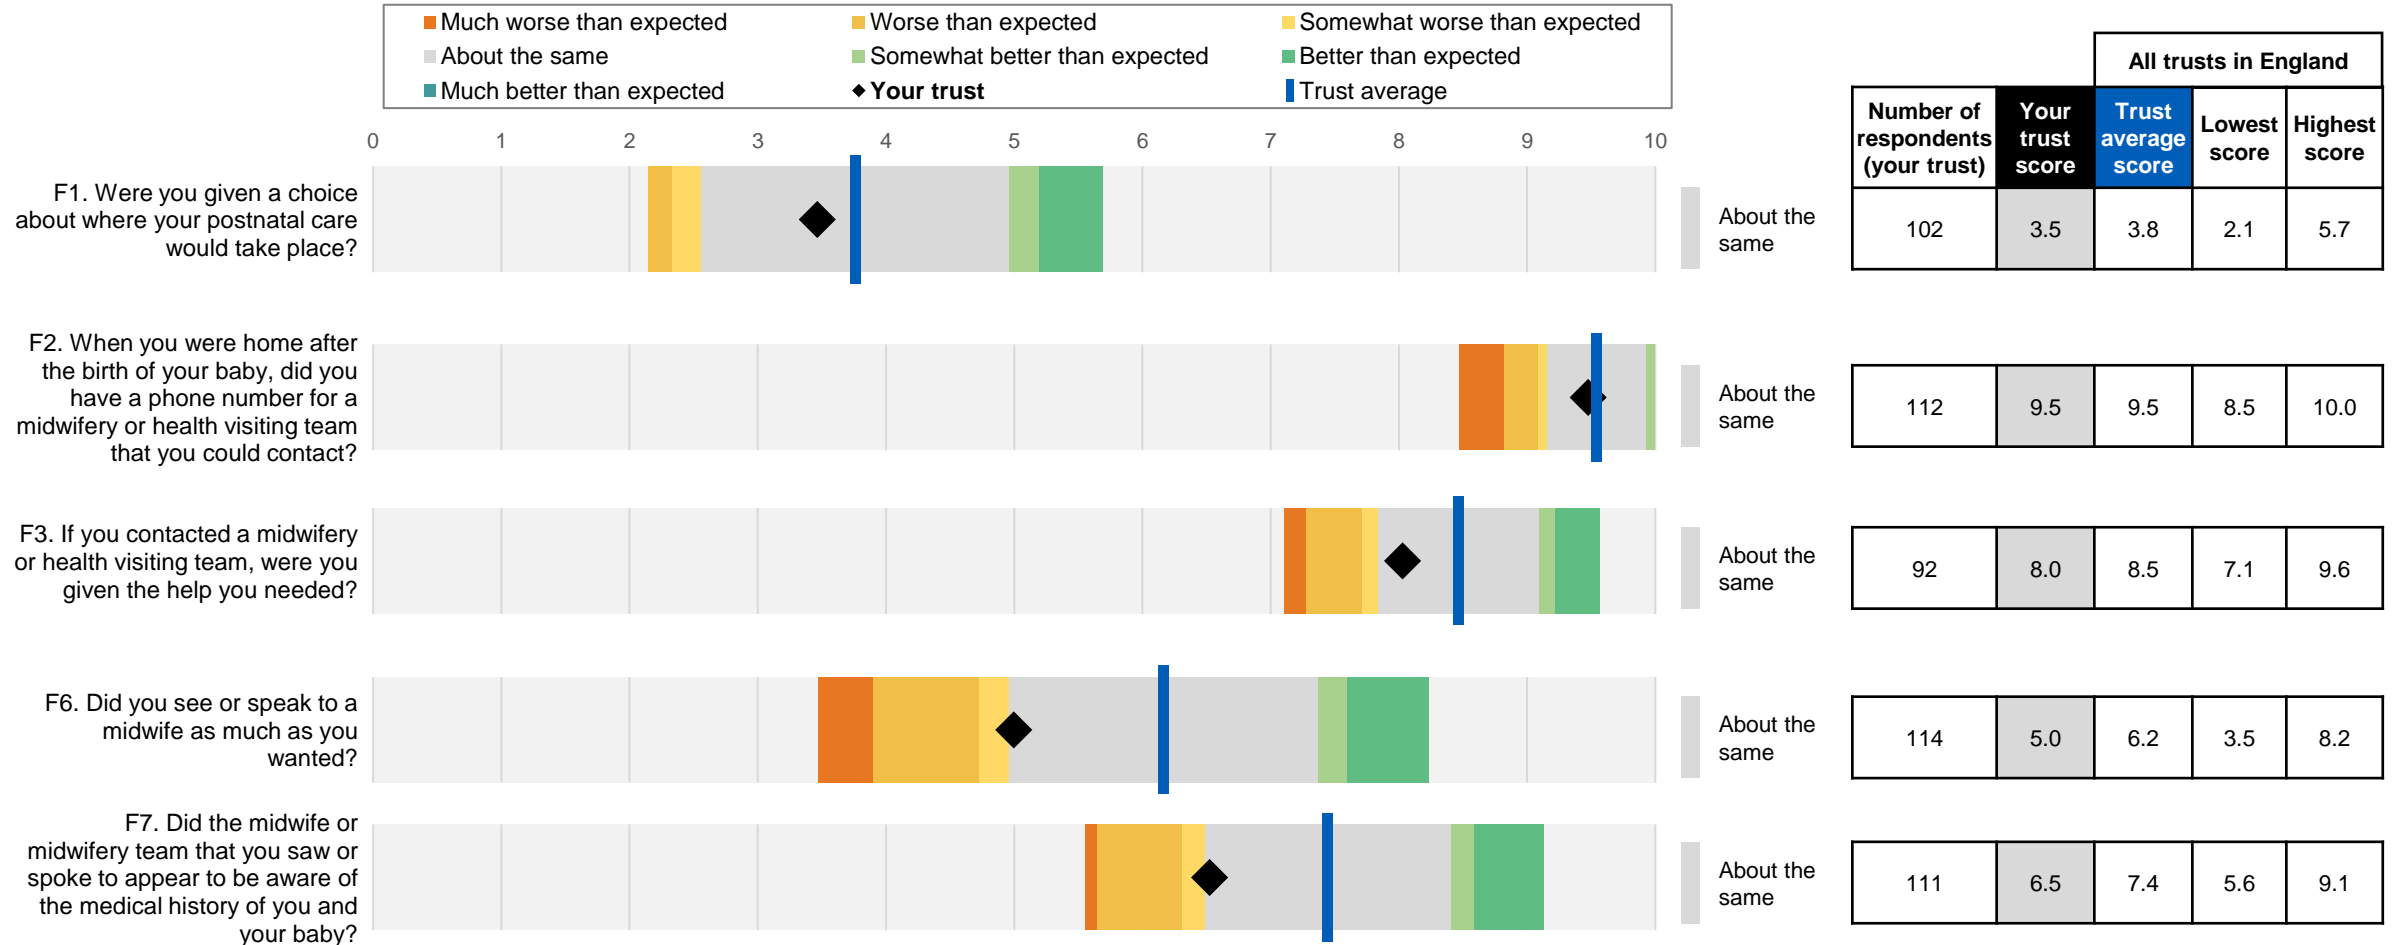 Much worse than expected
Worse than expected
Somewhat worse than expected
About the same
Somewhat better than expected
Better than expected
Much better than expected
Your trust
Trust average
All trusts in England
Number of
respondents
(your trust)
Your
trust
score
Trust
average
score
Lowest
score
Highest
score
0 1 2 3 4 5 6 7 8 9 10
F1. Were you given a choice
about where your postnatal care
would take place?
About the
same
102 3.5 3.8 2.1 5.7
F2. When you were home after
the birth of your baby, did you
have a phone number for a
midwifery or health visiting team
that you could contact?
About the
same
112 9.5 9.5 8.5 10.0
F3. If you contacted a midwifery
or health visiting team, were you
given the help you needed?
About the
same
92 8.0 8.5 7.1 9.6
F6. Did you see or speak to a
midwife as much as you
wanted?
About the
same
114 5.0 6.2 3.5 8.2
F7. Did the midwife or
midwifery team that you saw or
spoke to appear to be aware of
the medical history of you and
your baby?
About the
same
111 6.5 7.4 5.6 9.1